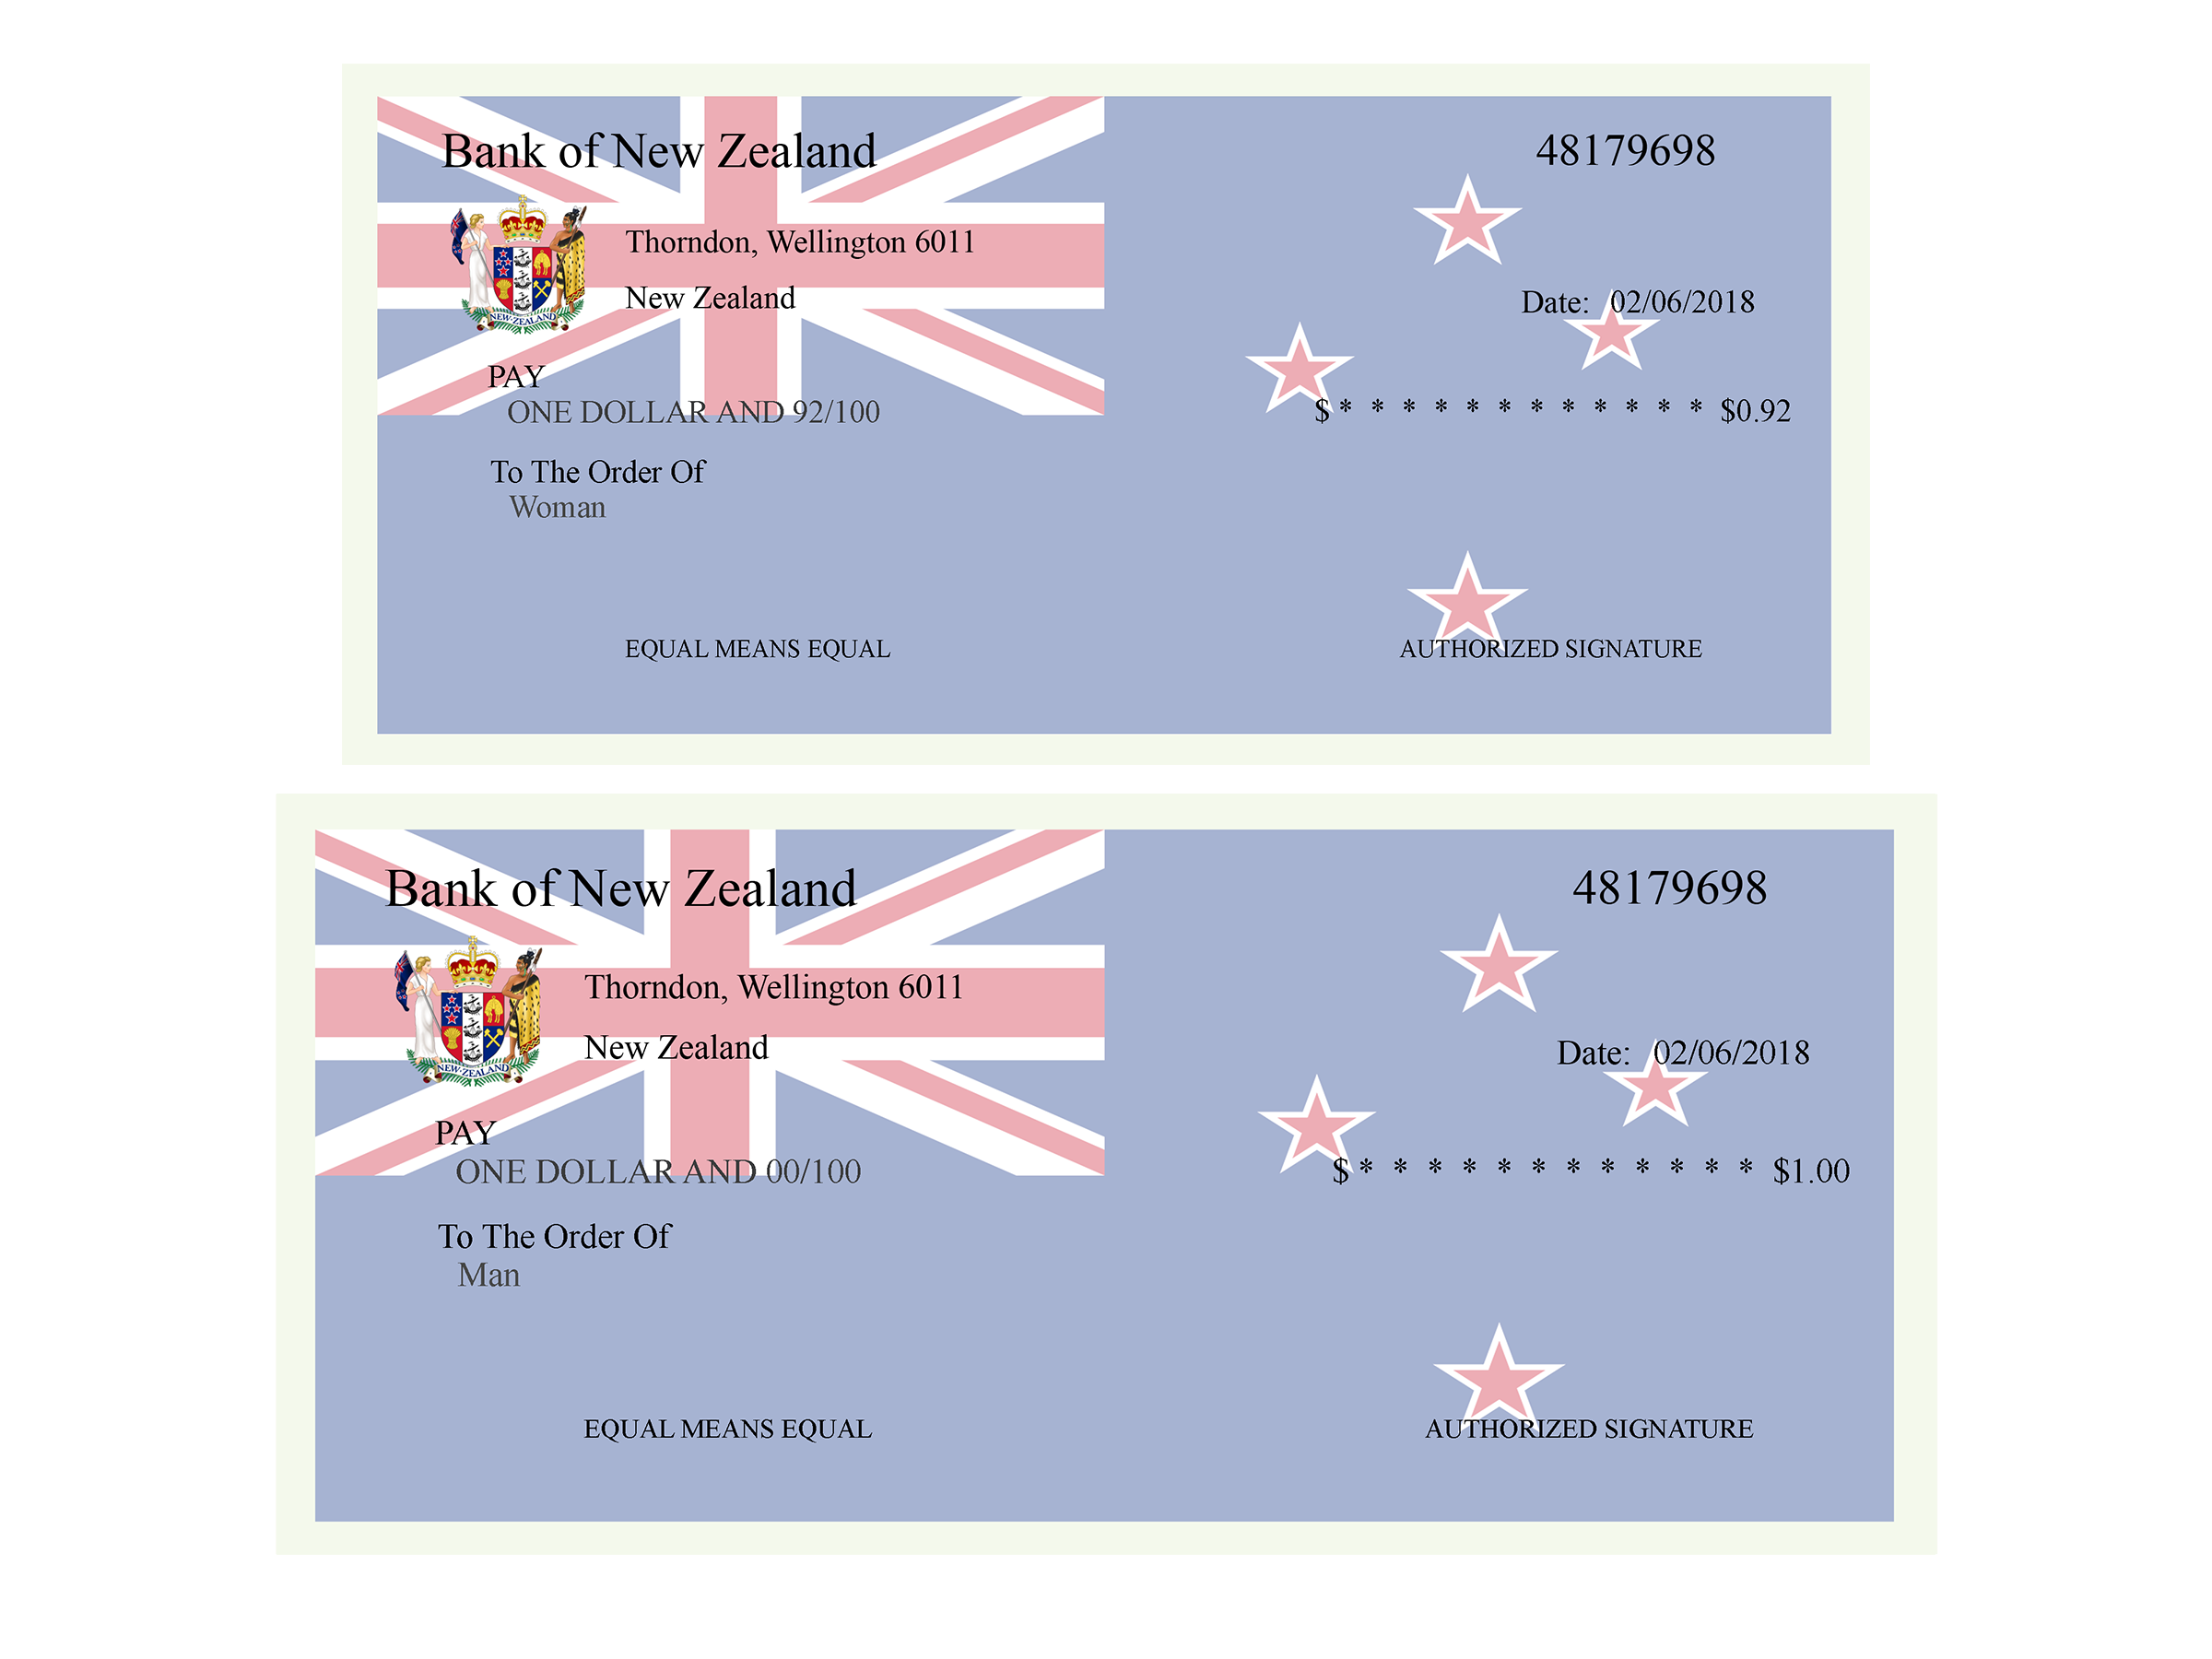 Bank of New Zealand
48179698
Thorndon, Wellington 6011
New Zealand
NEW-ZEALAND
Date: 02/06/2018
PAY
ONE DOLLAR AND 92/100
$ * * * * * * * * * * * * $0.92
To The Order Of
Woman
EQUAL MEANS EQUAL
AUTHORIZED SIGNATURE
Bank of New Zealand
48179698
Thorndon, Wellington 6011
New Zealand
NEW-ZEALAND
Date: 02/06/2018
PAY
ONE DOLLAR AND 00/100
$ * * * * * * * * * * * * $1.00
To The Order Of
Man
EQUAL MEANS EQUAL
AUTHORIZED SIGNATURE